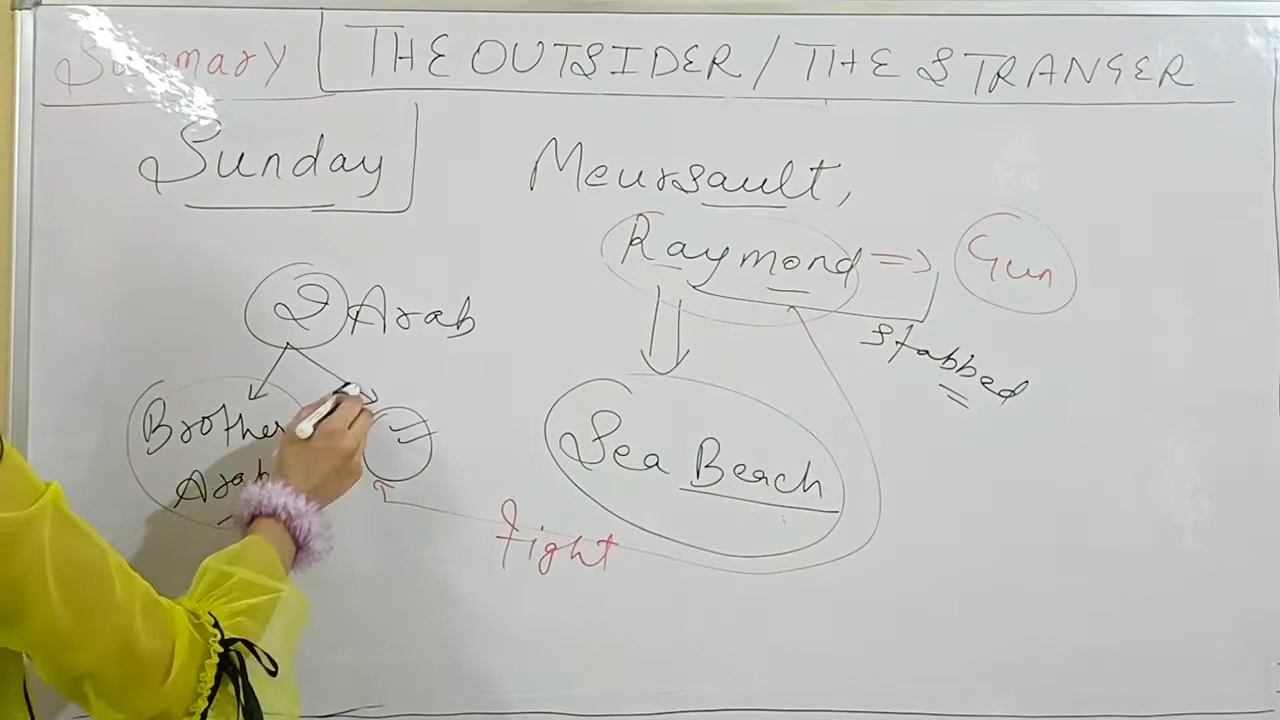 Summary THE OUTSIDER / THE STRANGER
Sunday
Meursault,
Raymond => Gun
2 Arab
Stabbed
Brother
Arab
Sea Beach
fight